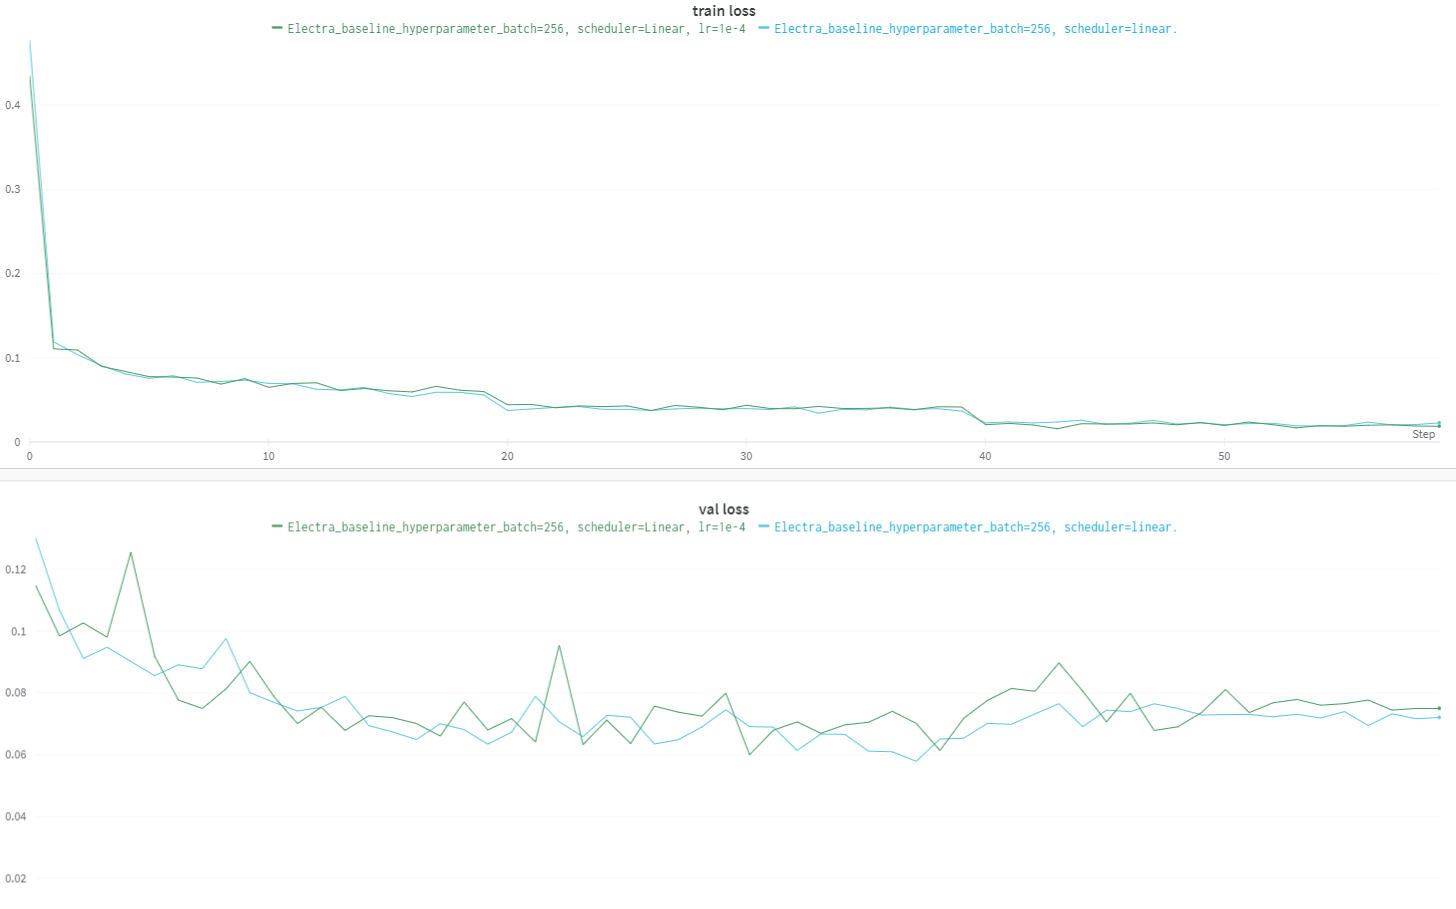 train loss
Electra_baseline_hyperparameter_batch=256, scheduler=Linear, lr=1e-4 Electra_baseline_hyperparameter_batch=256, scheduler=linear.
0.4
0.3
0.2
0.1
0
Step
0 10 20 30 40 50
val loss
Electra_baseline_hyperparameter_batch=256, scheduler=Linear, lr=1e-4 Electra_baseline_hyperparameter_batch=256, scheduler=linear.
0.12
0.1
0.08
0.06
0.04
0.02